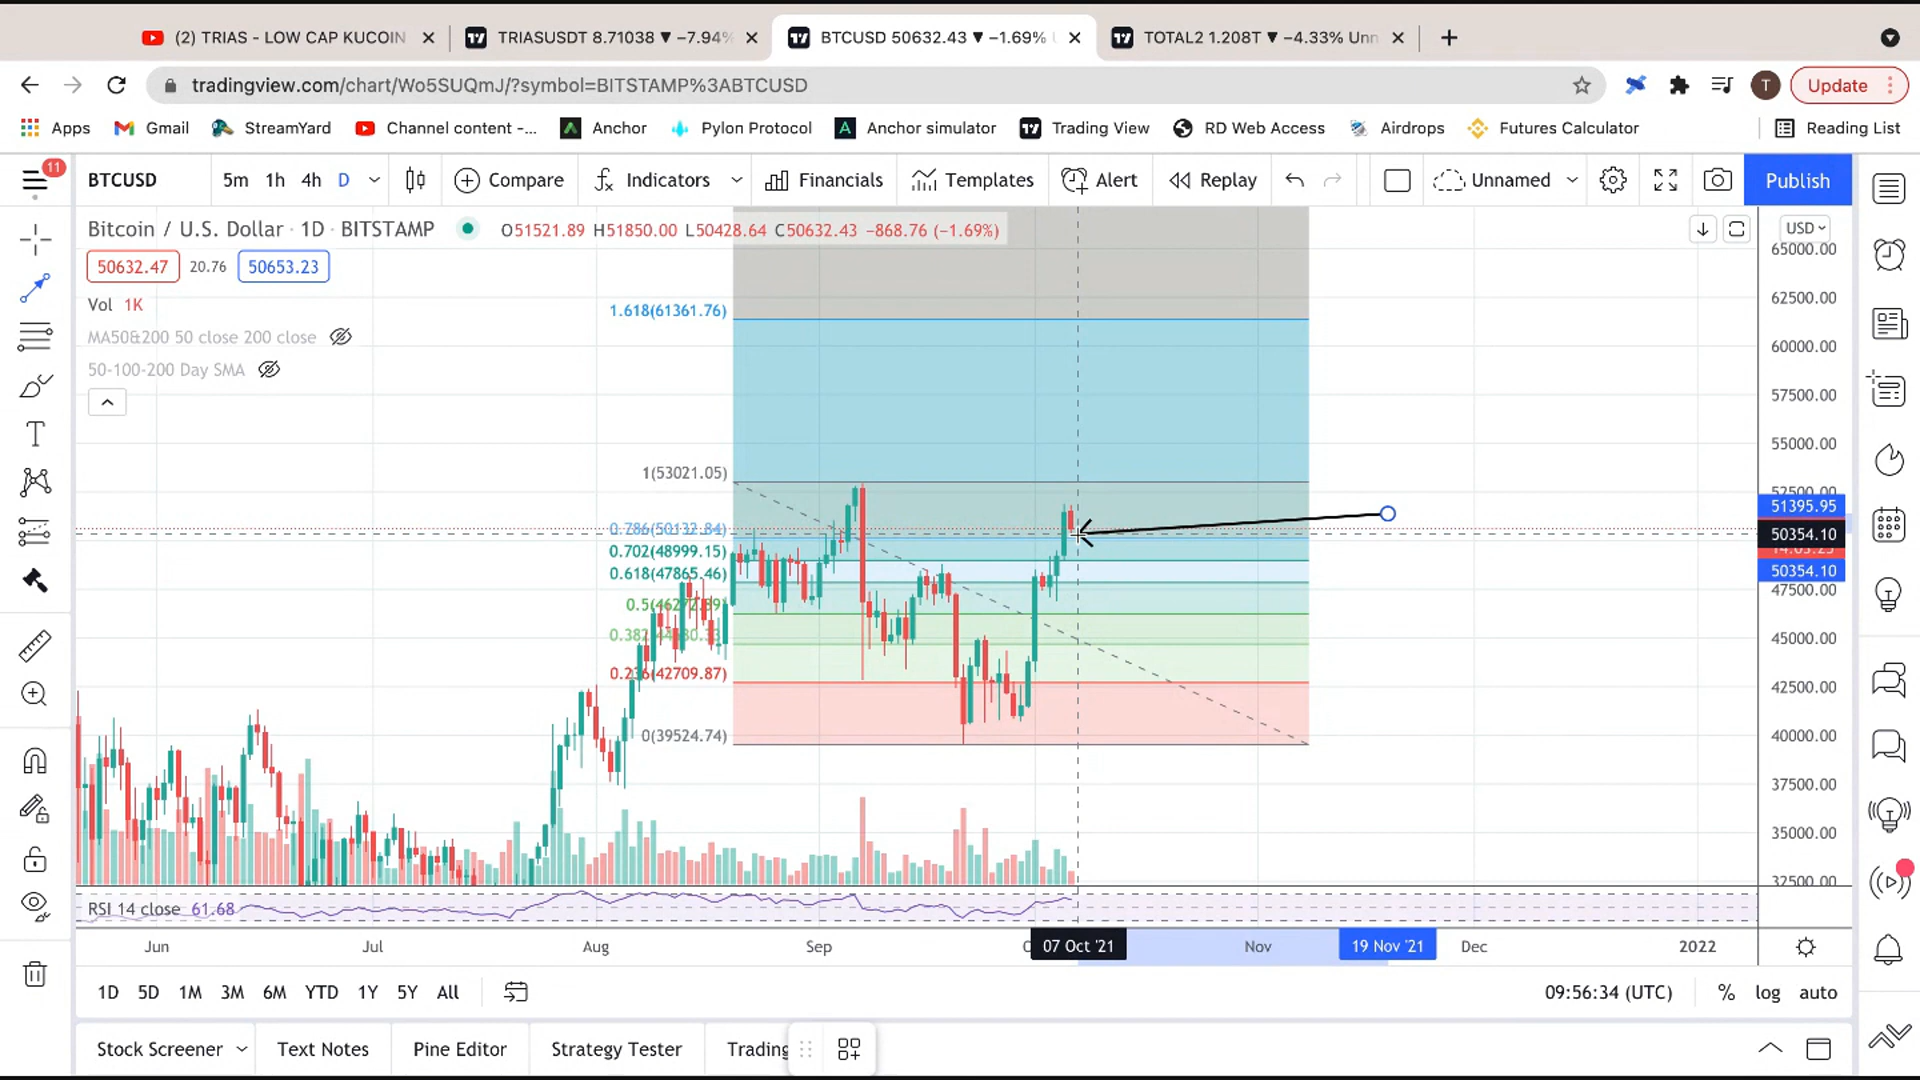 (2) TRIAS - LOW CAP KUCOIN
TRIASUSDT 8.71038 ▼ −7.94%
BTCUSD 50632.43 ▼ −1.69%
TOTAL2 1.208T ▼ −4.33% Unn
tradingview.com/chart/Wo5SUQmJ/?symbol=BITSTAMP%3ABTCUSD
T
Update
Apps
Gmail
StreamYard
Channel content -...
Anchor
Pylon Protocol
Anchor simulator
Trading View
RD Web Access
Airdrops
Futures Calculator
Reading List
11
BTCUSD
5m 1h 4h D
Compare
Indicators
Financials
Templates
Alert
Replay
Unnamed
Publish
Bitcoin / U.S. Dollar · 1D · BITSTAMP
O51521.89 H51850.00 L50428.64 C50632.43 −868.76 (−1.69%)
USD
50632.47 20.76 50653.23
Vol 1K
MA50&200 50 close 200 close
50-100-200 Day SMA
1.618(61361.76)
1(53021.05)
0.786(50132.84)
0.702(48999.15)
0.618(47865.46)
0.236(42709.87)
0(39524.74)
65000.00
62500.00
60000.00
57500.00
55000.00
52500.00
51395.95
50354.10
50354.10
47500.00
45000.00
42500.00
40000.00
37500.00
35000.00
32500.00
RSI 14 close 61.68
Jun Jul Aug Sep 07 Oct '21 Nov 19 Nov '21 Dec 2022
1D 5D 1M 3M 6M YTD 1Y 5Y All
09:56:34 (UTC) % log auto
Stock Screener
Text Notes
Pine Editor
Strategy Tester
Trading